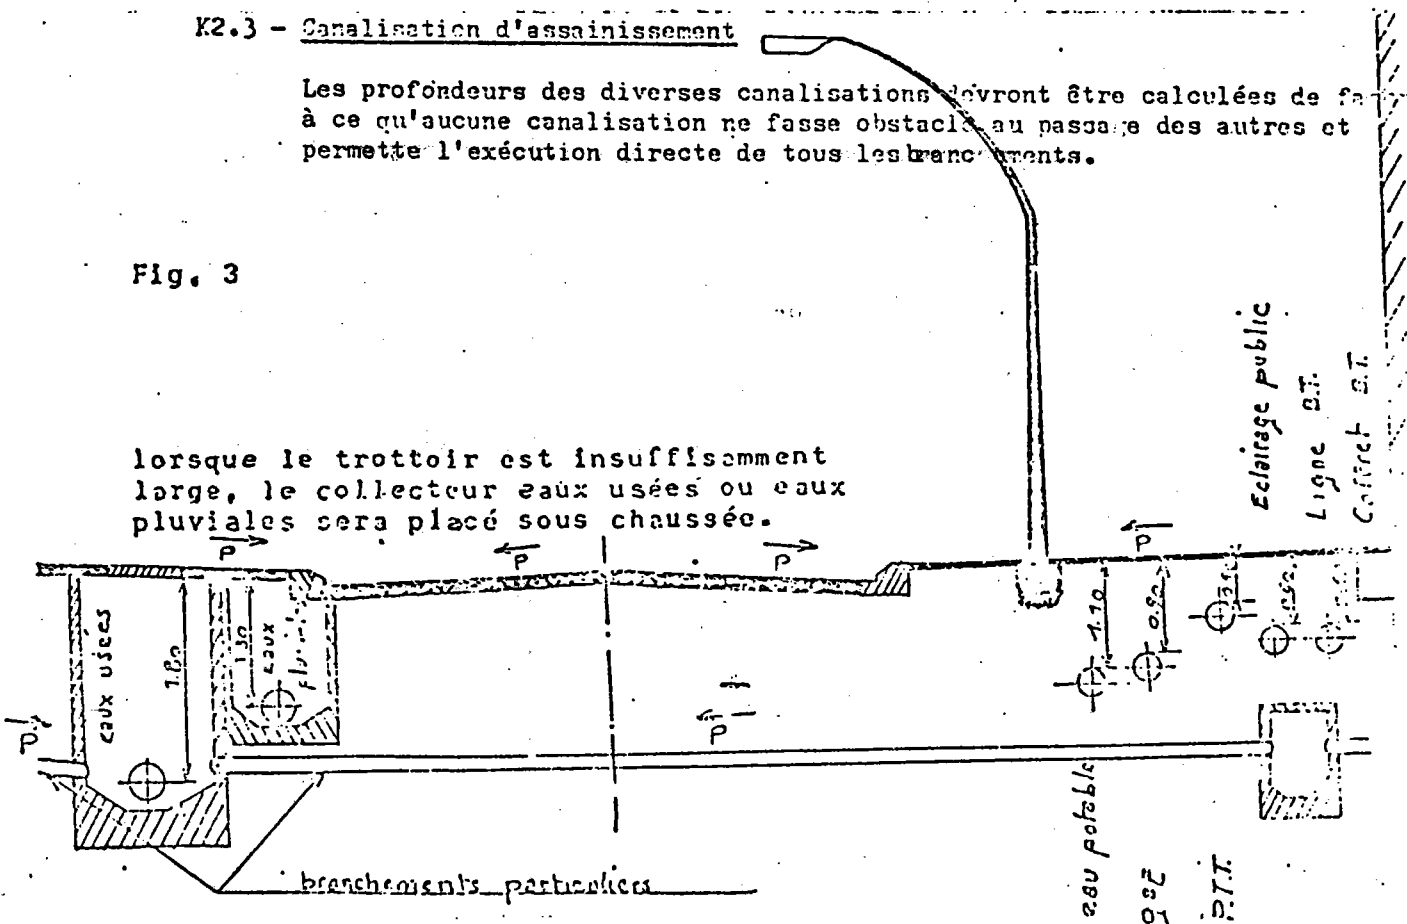 K2.3 - Canalisation d'assainissement
Les profondeurs des diverses canalisations devront être calculées de
à ce qu'aucune canalisation ne fasse obstacle au passage des autres et
permette l'exécution directe de tous les branchements.
Fig. 3
lorsque le trottoir est insuffisamment
large, le collecteur eaux usées ou eaux
pluviales sera placé sous chaussée.
Eclairage public
Ligne B.T.
Coffret B.T.
P
P
P
P
eaux usées
1.80
1.30
eaux
1.10
0.90
P
P
eau potable
P.T.T.
branchements particuliers